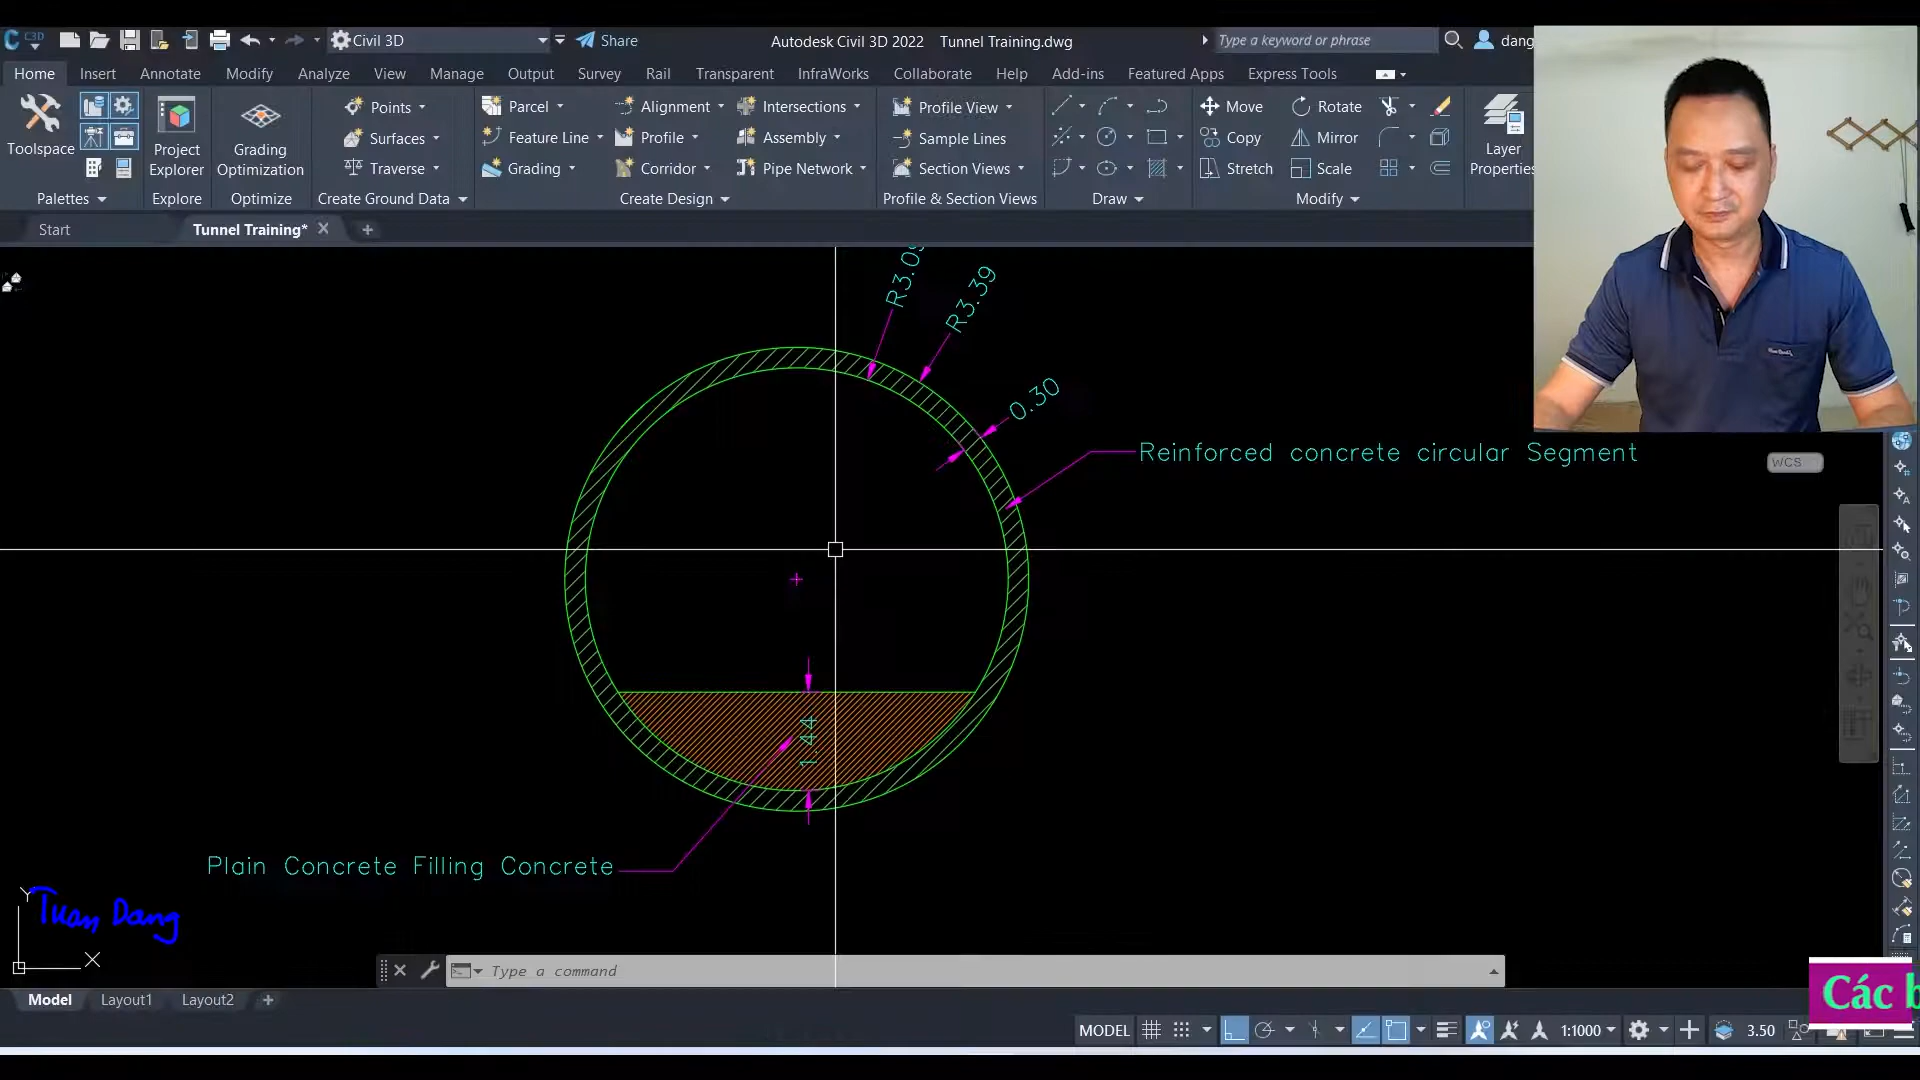 C3D
Civil 3D
Share
Autodesk Civil 3D 2022 Tunnel Training.dwg
Type a keyword or phrase
dang
Home Insert Annotate Modify Analyze View Manage Output Survey Rail Transparent InfraWorks Collaborate Help Add-ins Featured Apps Express Tools
Points Parcel Alignment Intersections Profile View Move Rotate
Surfaces Feature Line Profile Assembly Sample Lines Copy Mirror
Traverse Grading Corridor Pipe Network Section Views Stretch Scale
Toolspace Project Explorer Grading Optimization Layer Properties
Palettes Explore Optimize Create Ground Data Create Design Profile & Section Views Draw Modify
Start Tunnel Training*
R3.09
R3.39
0.30
Reinforced concrete circular Segment
WCS
1.44
Plain Concrete Filling Concrete
Y
Tuan Dang
X
Type a command
Các b
Model Layout1 Layout2
MODEL 1:1000 3.50